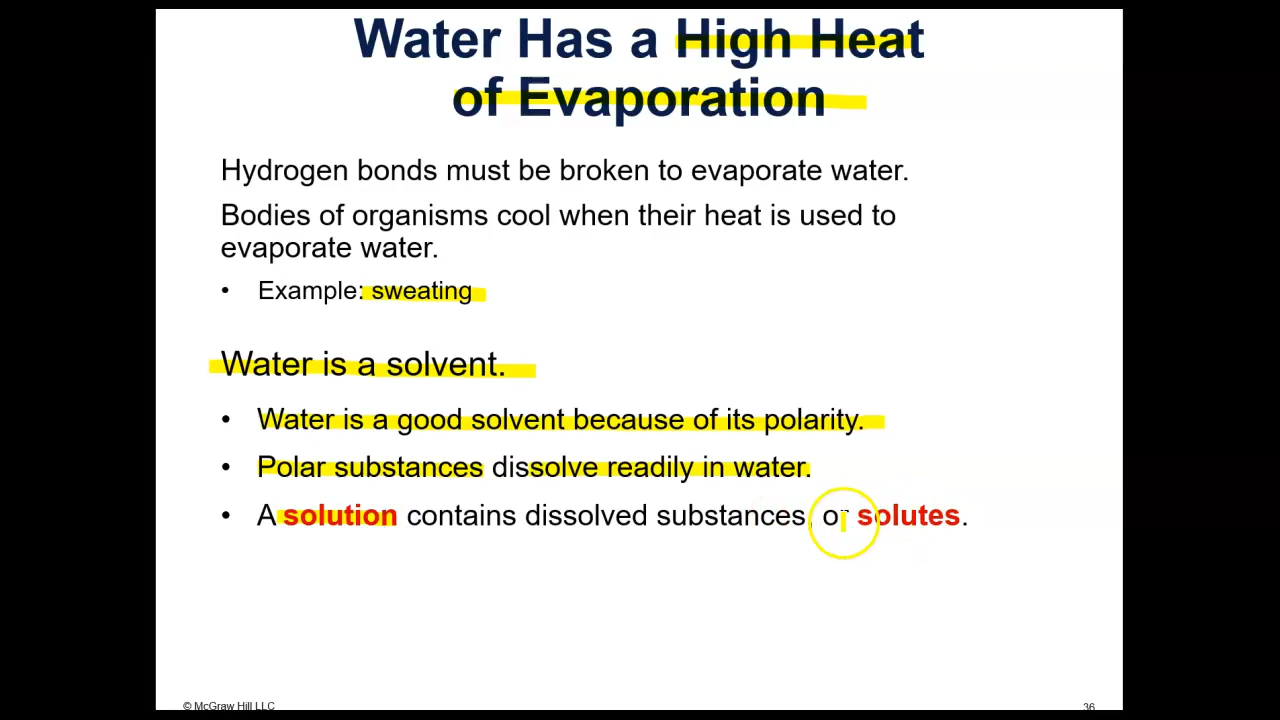 Water Has a High Heat
of Evaporation
Hydrogen bonds must be broken to evaporate water.
Bodies of organisms cool when their heat is used to
evaporate water.
• Example: sweating
Water is a solvent.
• Water is a good solvent because of its polarity.
• Polar substances dissolve readily in water.
• A solution contains dissolved substances, or solutes.
© McGraw Hill LLC
36